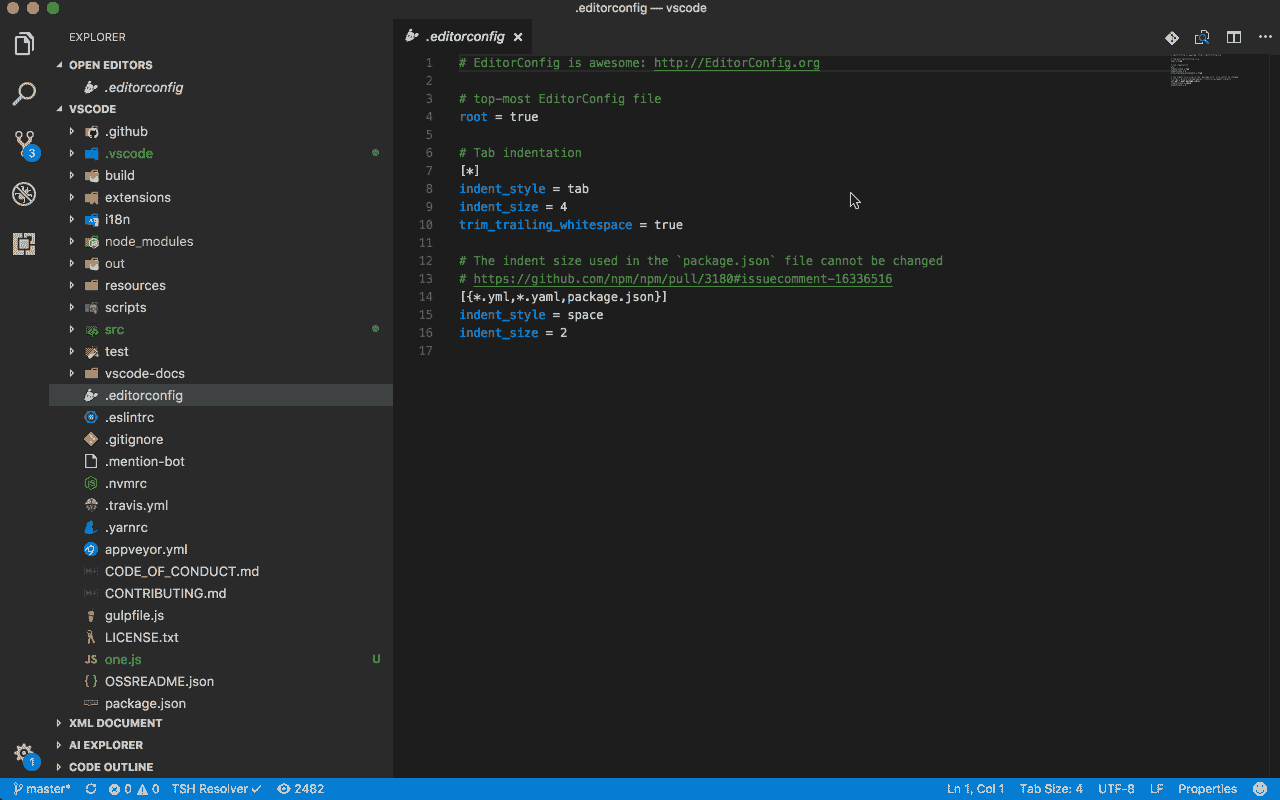 .editorconfig — vscode
EXPLORER
OPEN EDITORS
.editorconfig
VSCODE
.github
.vscode
build
extensions
i18n
node_modules
out
resources
scripts
src
test
vscode-docs
.editorconfig
.eslintrc
.gitignore
.mention-bot
.nvmrc
.travis.yml
.yarnrc
appveyor.yml
CODE_OF_CONDUCT.md
CONTRIBUTING.md
gulpfile.js
LICENSE.txt
JS one.js U
{ } OSSREADME.json
package.json
XML DOCUMENT
AI EXPLORER
CODE OUTLINE
3
1
.editorconfig ×
1 # EditorConfig is awesome: http://EditorConfig.org
2
3 # top-most EditorConfig file
4 root = true
5
6 # Tab indentation
7 [*]
8 indent_style = tab
9 indent_size = 4
10 trim_trailing_whitespace = true
11
12 # The indent size used in the `package.json` file cannot be changed
13 # https://github.com/npm/npm/pull/3180#issuecomment-16336516
14 [{*.yml,*.yaml,package.json}]
15 indent_style = space
16 indent_size = 2
17
master* 0 0 TSH Resolver ✓ 2482 Ln 1, Col 1 Tab Size: 4 UTF-8 LF Properties